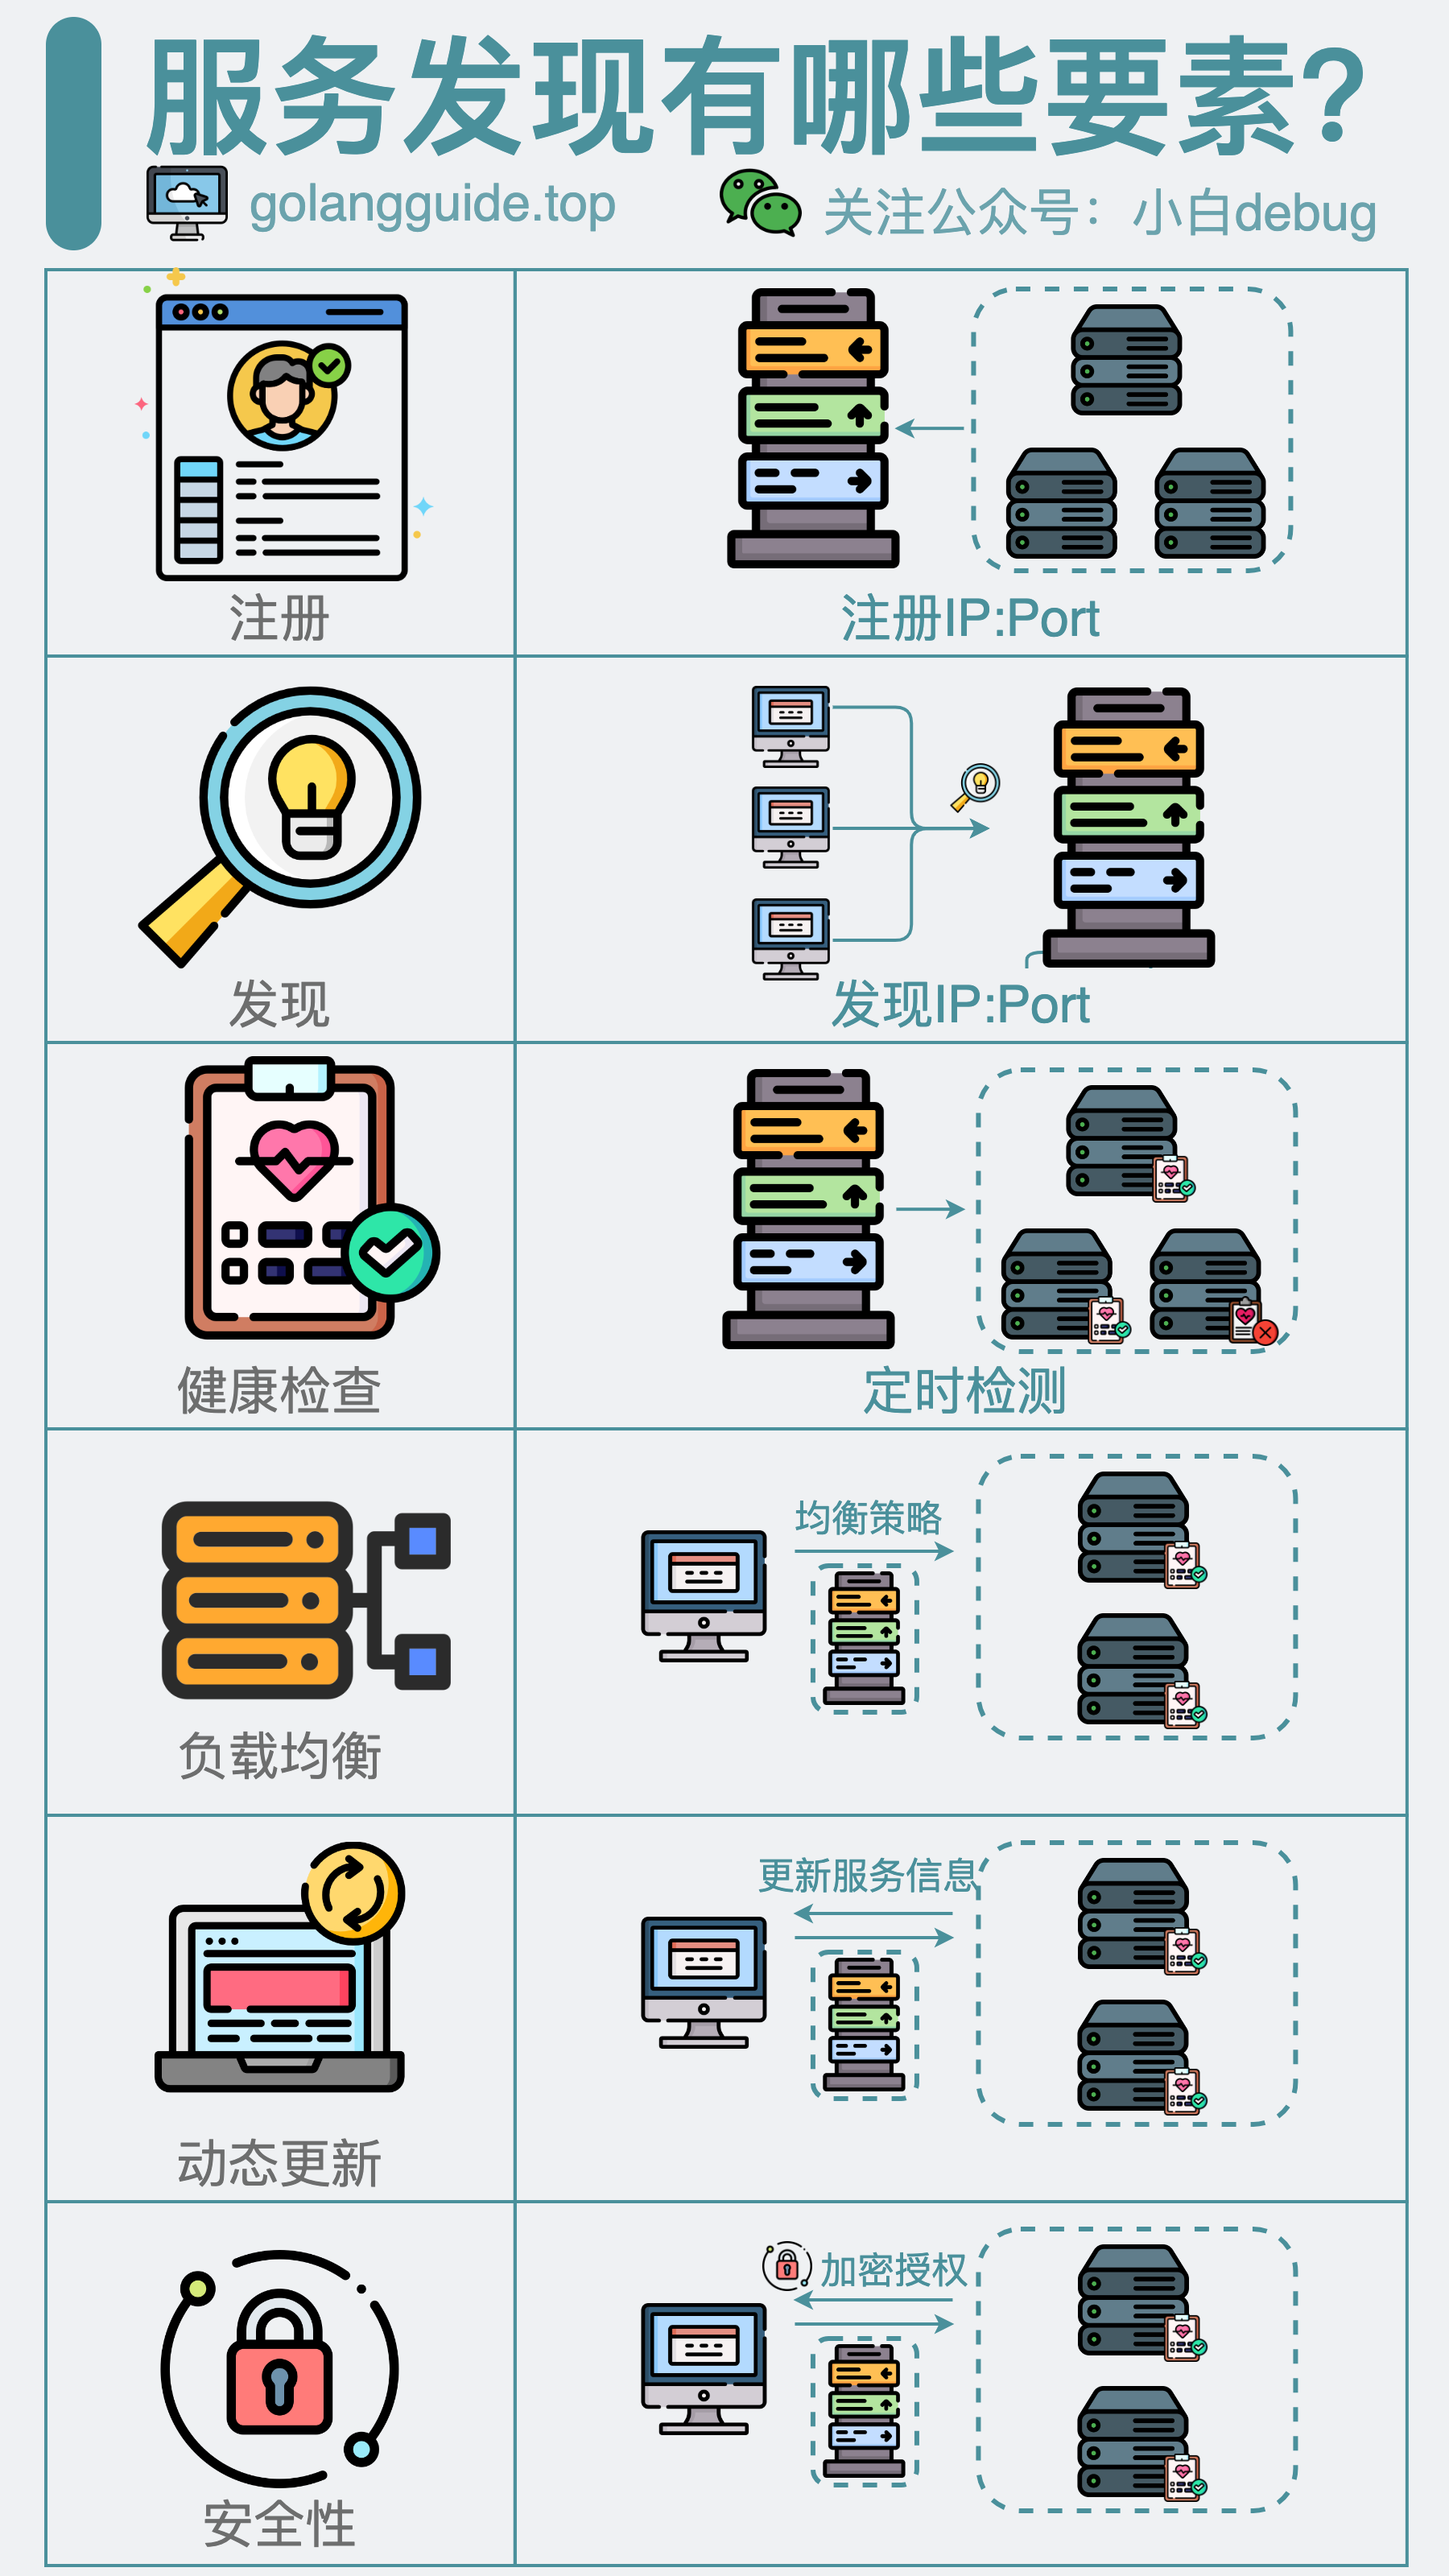 服务发现有哪些要素?
golangguide.top
关注公众号：小白debug
注册
注册IP:Port
发现
发现IP:Port
健康检查
定时检测
均衡策略
负载均衡
更新服务信息
动态更新
加密授权
安全性